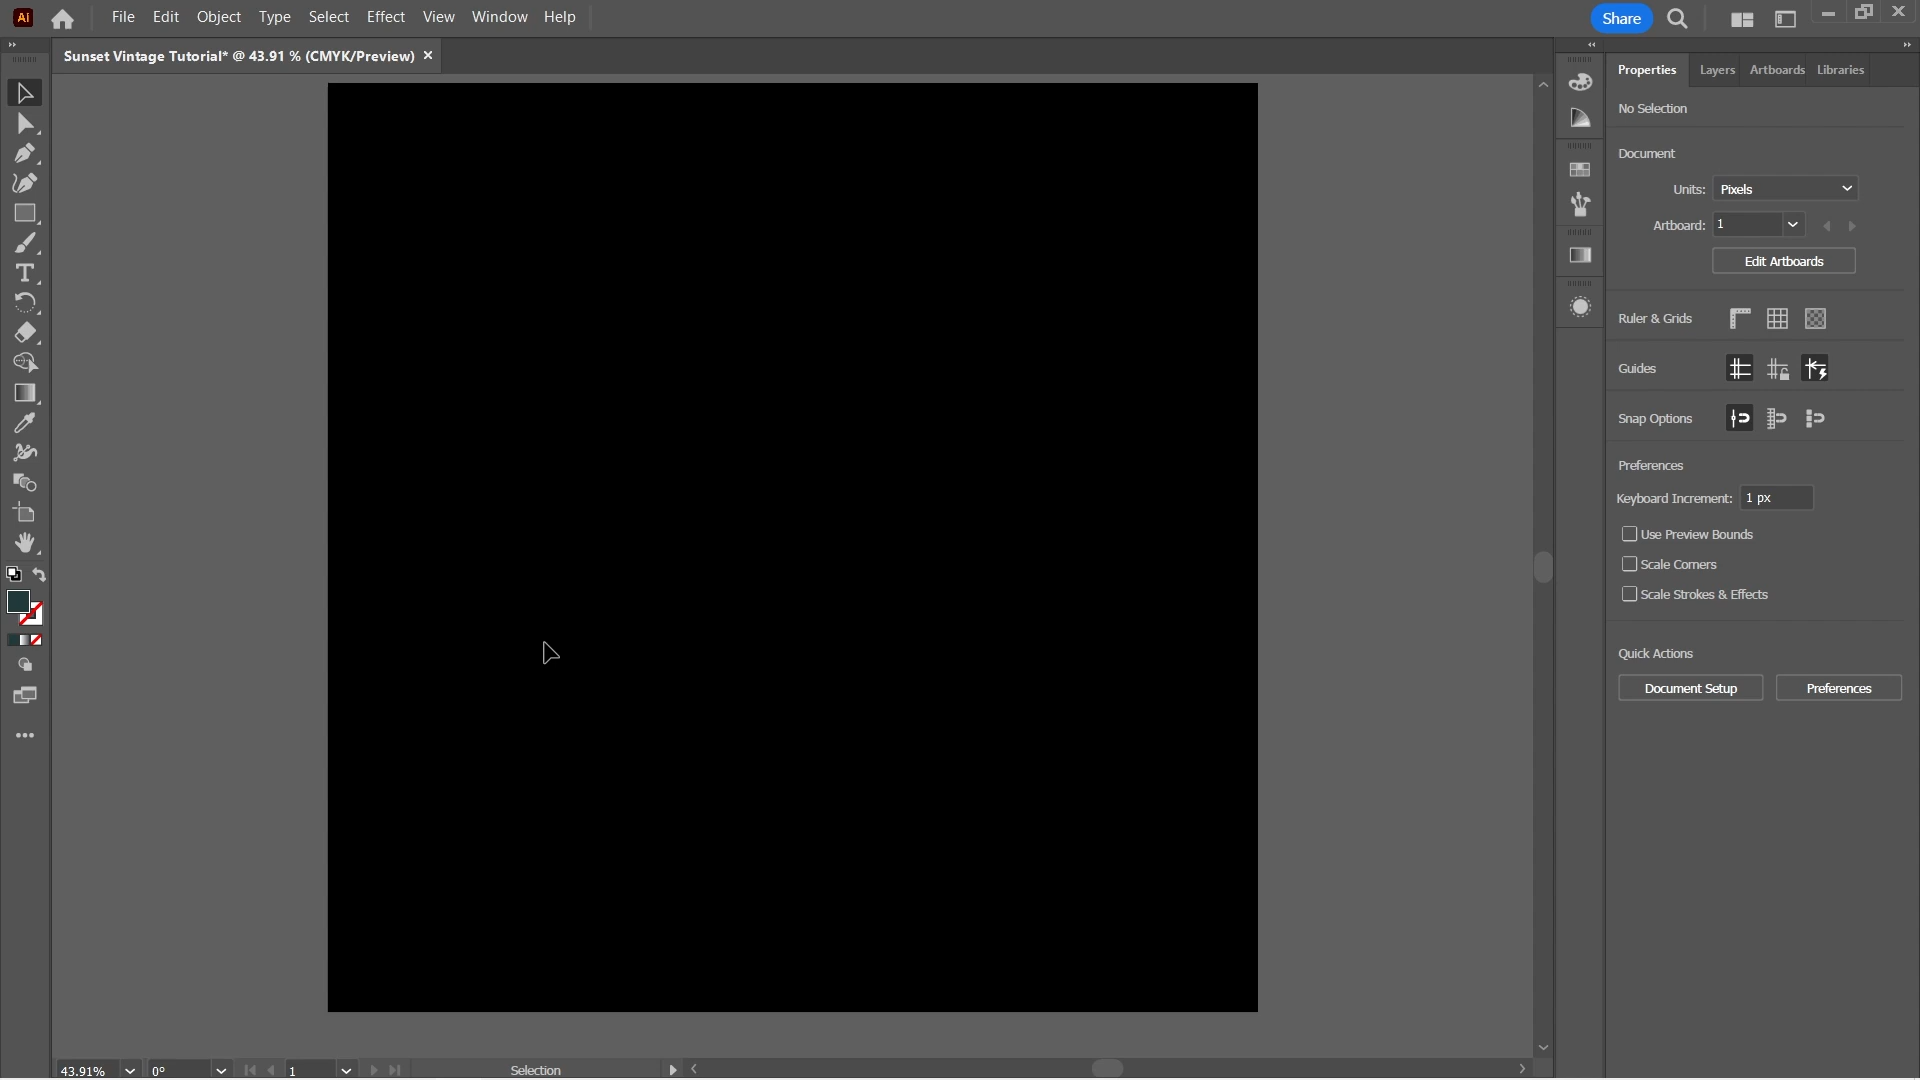 Ai File Edit Object Type Select Effect View Window Help Share
Sunset Vintage Tutorial* @ 43.91 % (CMYK/Preview) ×
Properties Layers Artboards Libraries
No Selection
Document
Units: Pixels
Artboard: 1
Edit Artboards
Ruler & Grids
Guides
Snap Options
Preferences
Keyboard Increment: 1 px
Use Preview Bounds
Scale Corners
Scale Strokes & Effects
Quick Actions
Document Setup Preferences
43.91% 0° 1 Selection